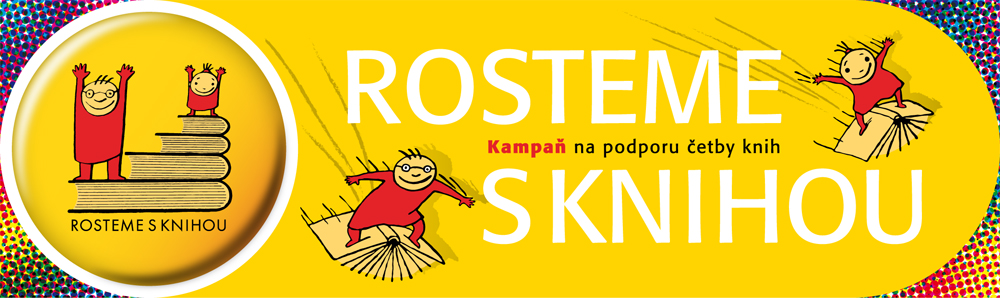 ROSTEME S KNIHOU
ROSTEME
Kampaň na podporu četby knih
S KNIHOU